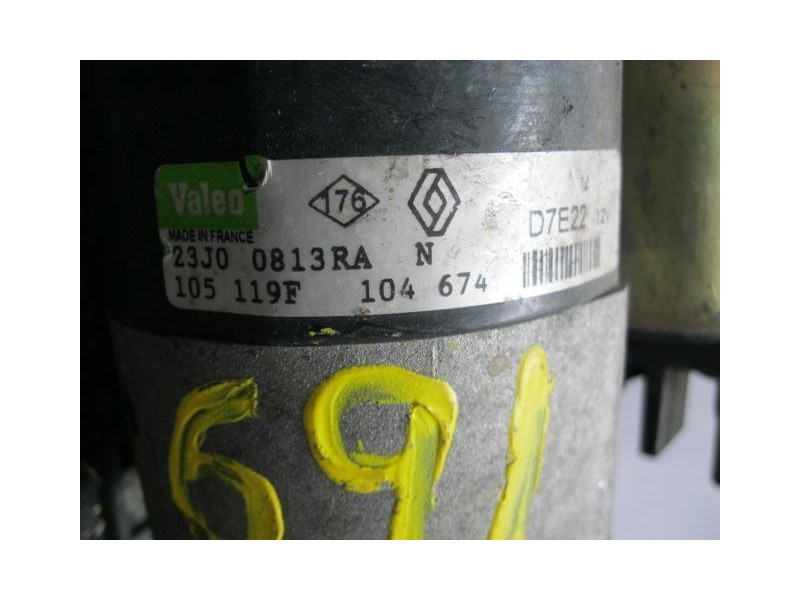 Valeo
176
D7E22 12V
MADE IN FRANCE
23J0 0813RA N
105 119F 104 674
691